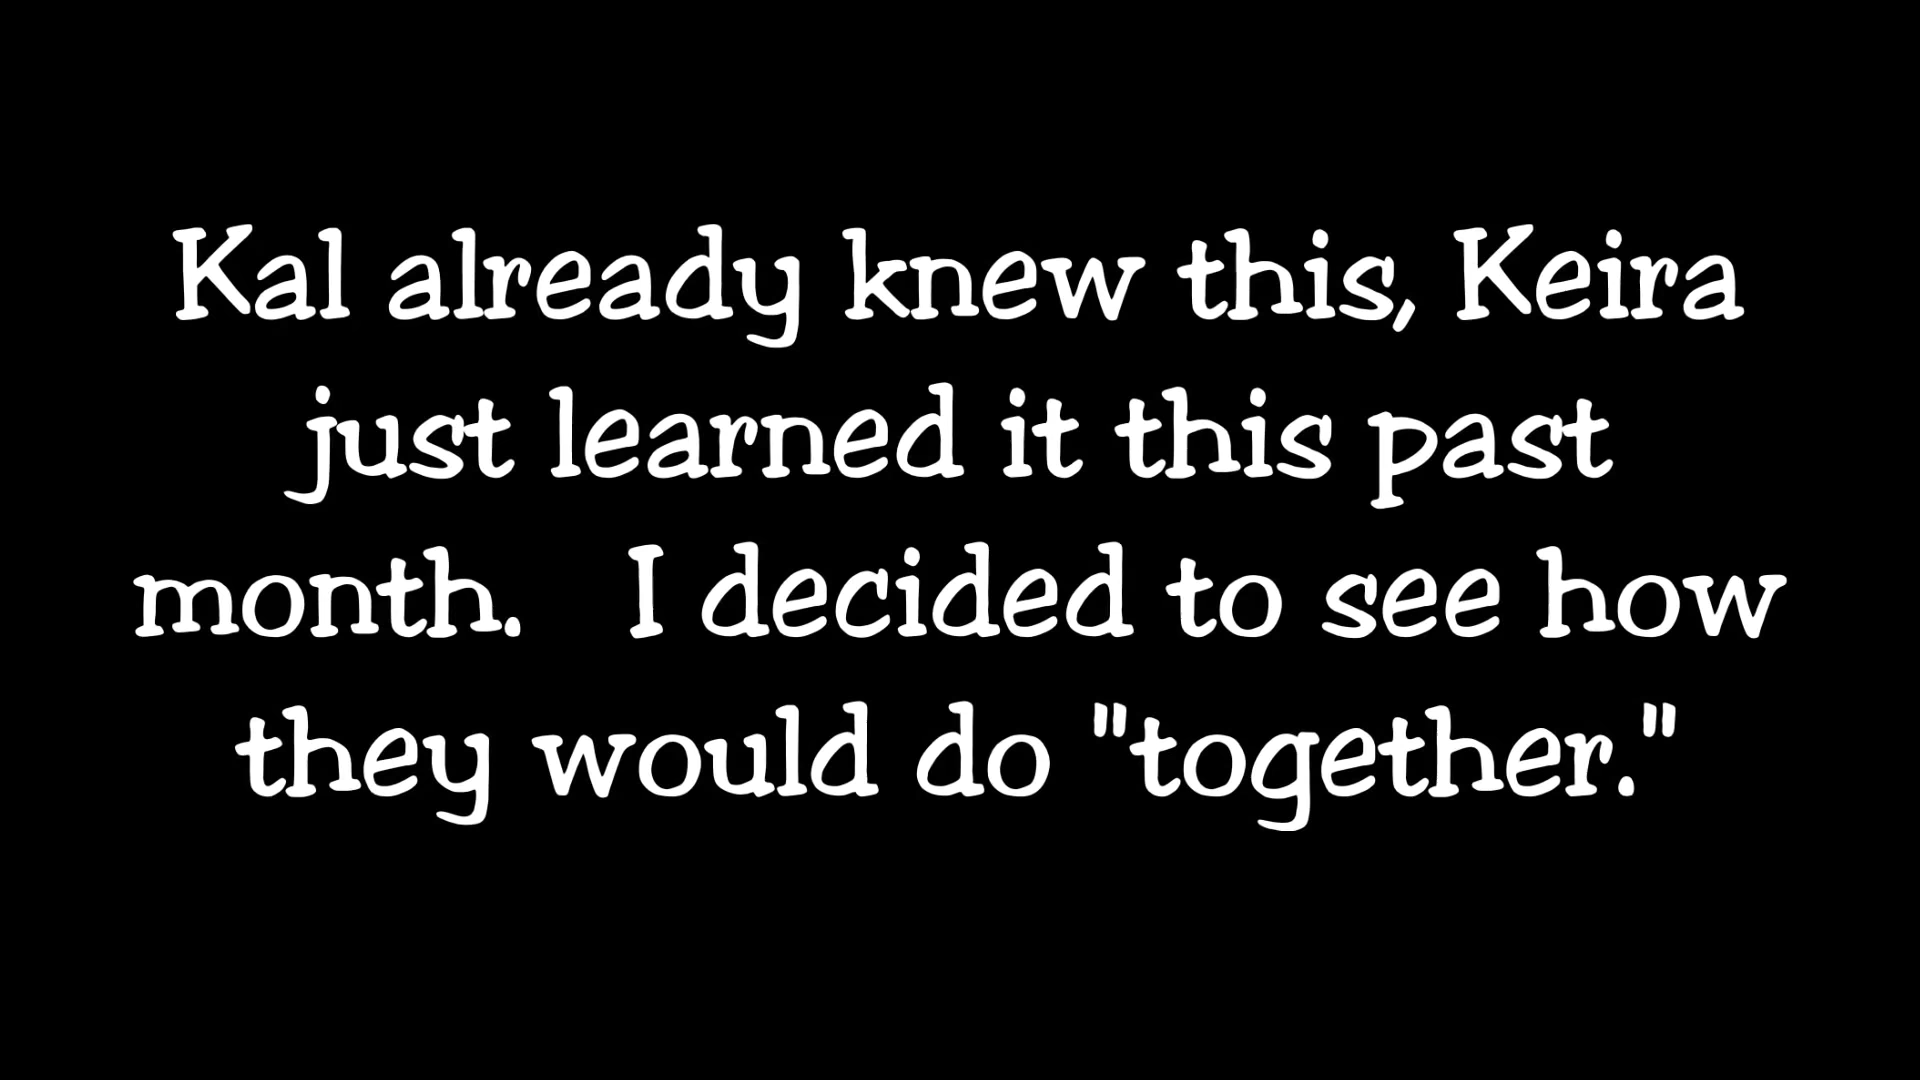 Kal already knew this, Keira
just learned it this past
month.   I decided to see how
they would do "together."